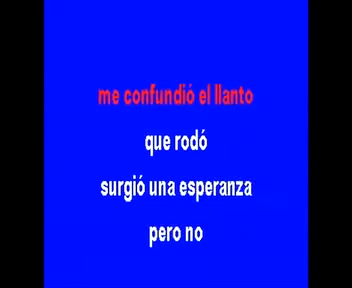 me confundió el llanto
que rodó
surgió una esperanza
pero no